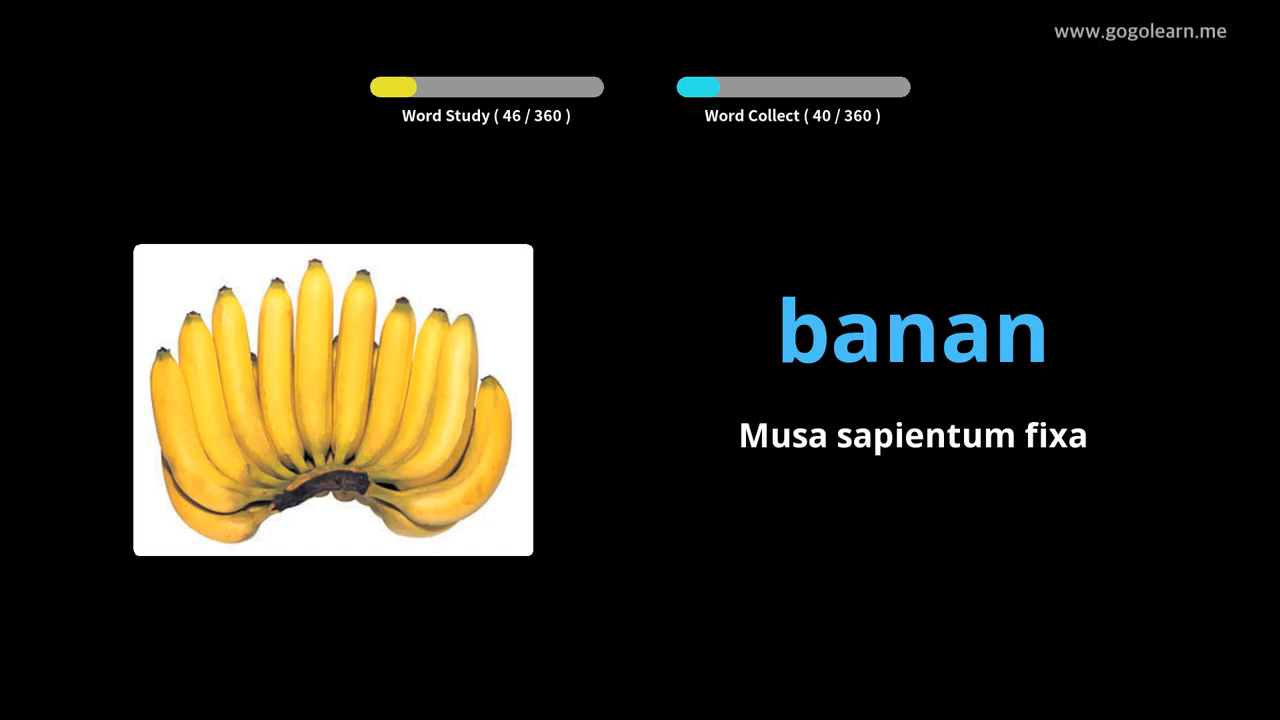 www.gogolearn.me
Word Study ( 46 / 360 )
Word Collect ( 40 / 360 )
banan
Musa sapientum fixa